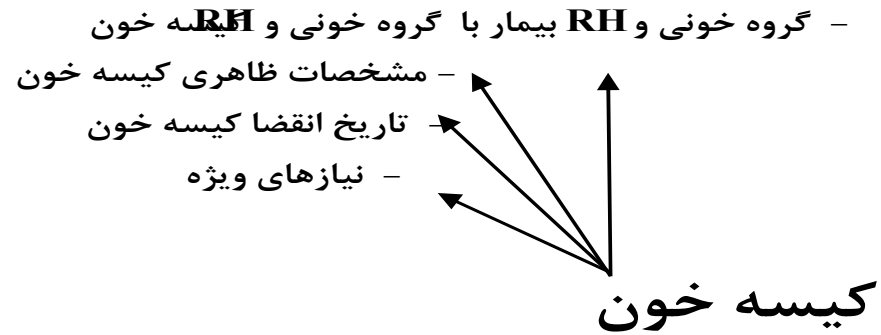 – گروه خونی و RH بیمار با گروه خونی و RH کیسه خون
– مشخصات ظاهری کیسه خون
– تاریخ انقضا کیسه خون
– نیازهای ویژه
کیسه خون